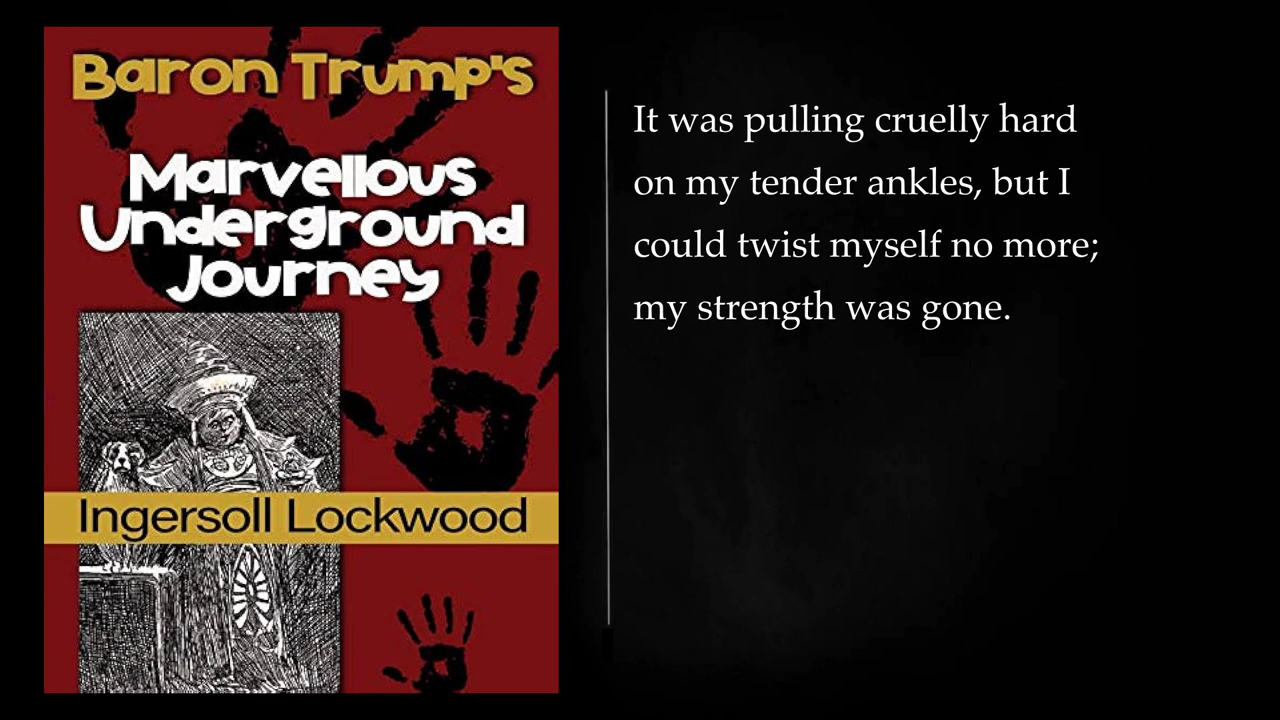 Baron Trump's
Marvellous
Underground
Journey
Ingersoll Lockwood
It was pulling cruelly hard
on my tender ankles, but I
could twist myself no more;
my strength was gone.